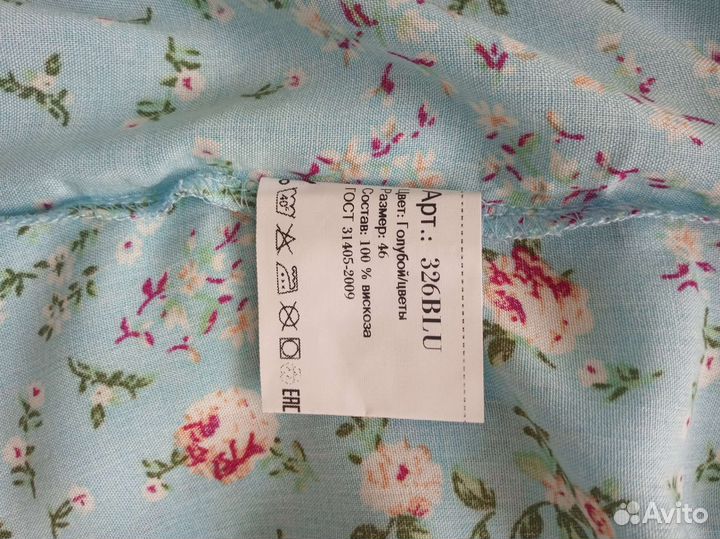 Арт.: 326BLU
Цвет: Голубой/цветы
Размер: 46
Состав: 100 % вискоза
ГОСТ 31405-2009
40°
EAC
Avito